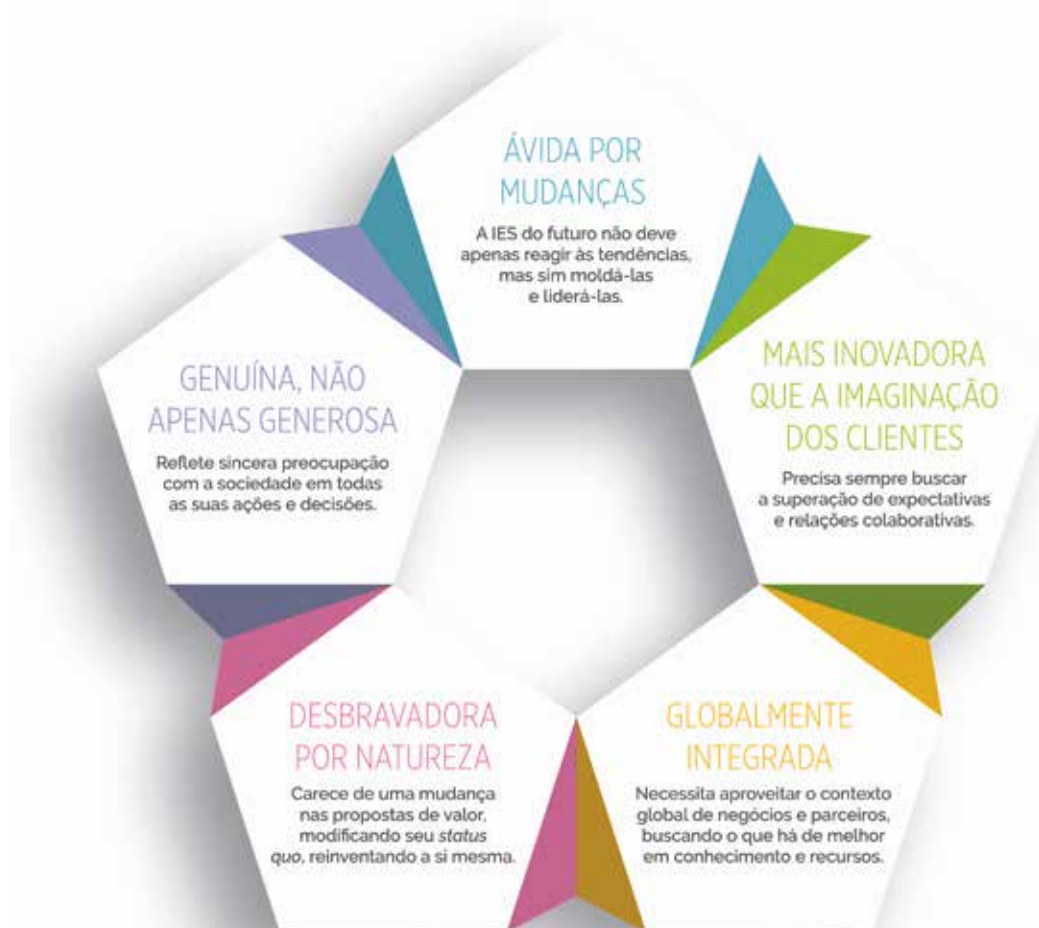 ÁVIDA POR
MUDANÇAS
A IES do futuro não deve
apenas reagir às tendências,
mas sim moldá-las
e liderá-las.
MAIS INOVADORA
QUE A IMAGINAÇÃO
DOS CLIENTES
Precisa sempre buscar
a superação de expectativas
e relações colaborativas.
GLOBALMENTE
INTEGRADA
Necessita aproveitar o contexto
global de negócios e parceiros,
buscando o que há de melhor
em conhecimento e recursos.
DESBRAVADORA
POR NATUREZA
Carece de uma mudança
nas propostas de valor,
modificando seu status
quo, reinventando a si mesma.
GENUÍNA, NÃO
APENAS GENEROSA
Reflete sincera preocupação
com a sociedade em todas
as suas ações e decisões.